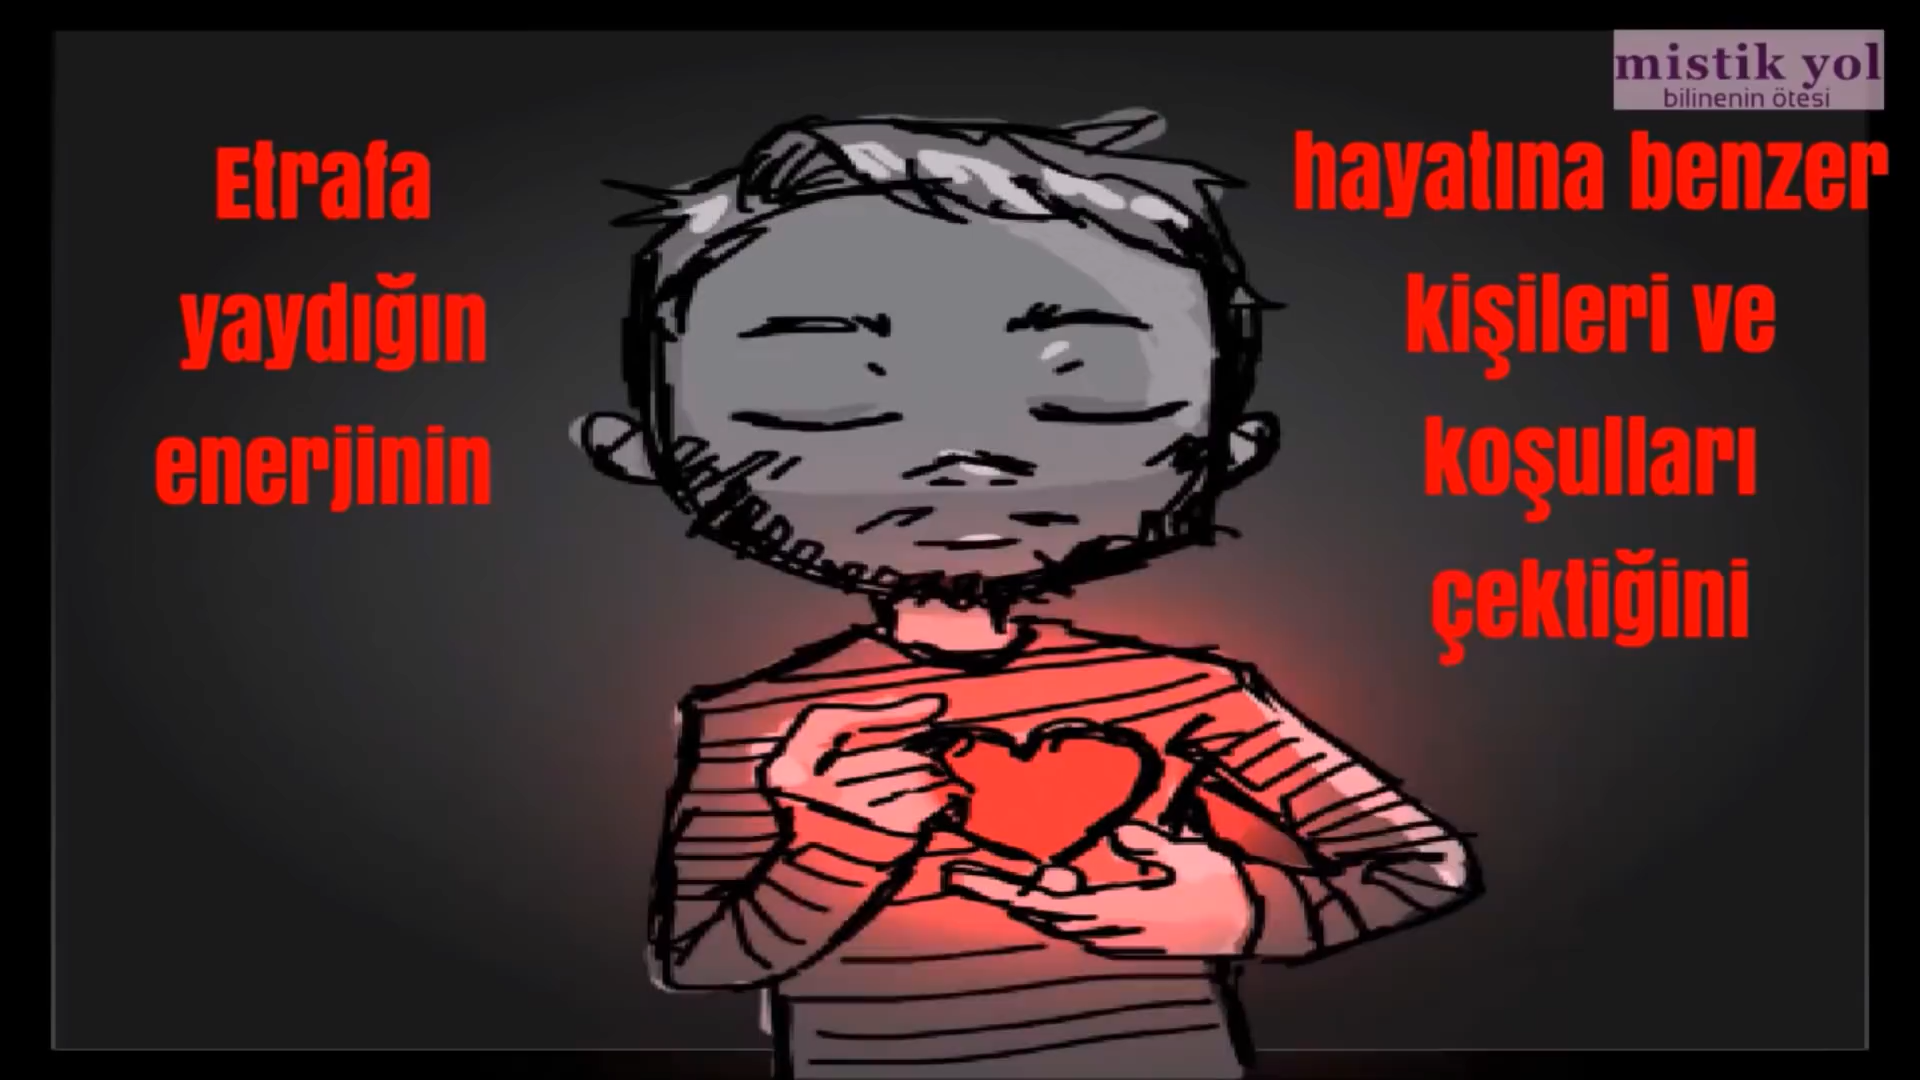 mistik yol
bilinenin ötesi
Etrafa
yaydığın
enerjinin
hayatına benzer
kişileri ve
koşulları
çektiğini